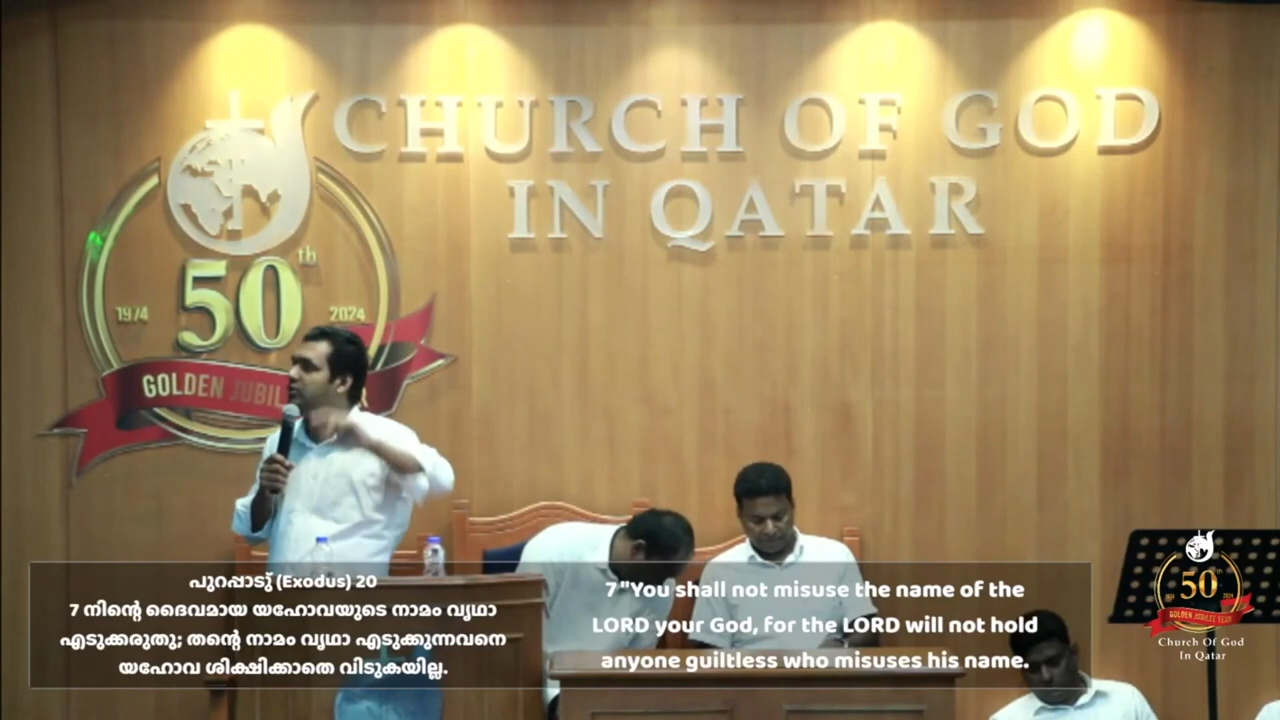 CHURCH OF GOD
IN QATAR
50th
1974 2024
GOLDEN JUBIL
പുറപ്പാടു് (Exodus) 20
7 നിന്റെ ദൈവമായ യഹോവയുടെ നാമം വൃഥാ
എടുക്കരുതു; തന്റെ നാമം വൃഥാ എടുക്കുന്നവനെ
യഹോവ ശിക്ഷിക്കാതെ വിടുകയില്ല.
7 "You shall not misuse the name of the
LORD your God, for the LORD will not hold
anyone guiltless who misuses his name.
50
GOLDEN JUBILEE YEAR
Church Of God
In Qatar